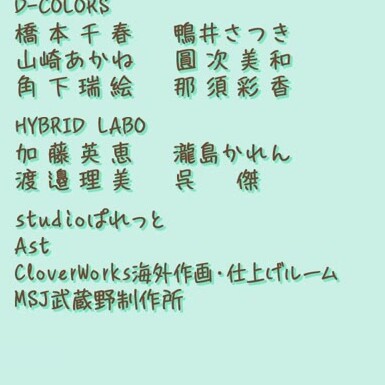 D-COLORS
橋本千春 鴨井さつき
山崎あかね 圓次美和
角下瑞絵 那須彩香
HYBRID LABO
加藤英恵 瀧島かれん
渡邉理美 呉 傑
studioぱれっと
Ast
CloverWorks海外作画・仕上げルーム
MSJ武蔵野制作所